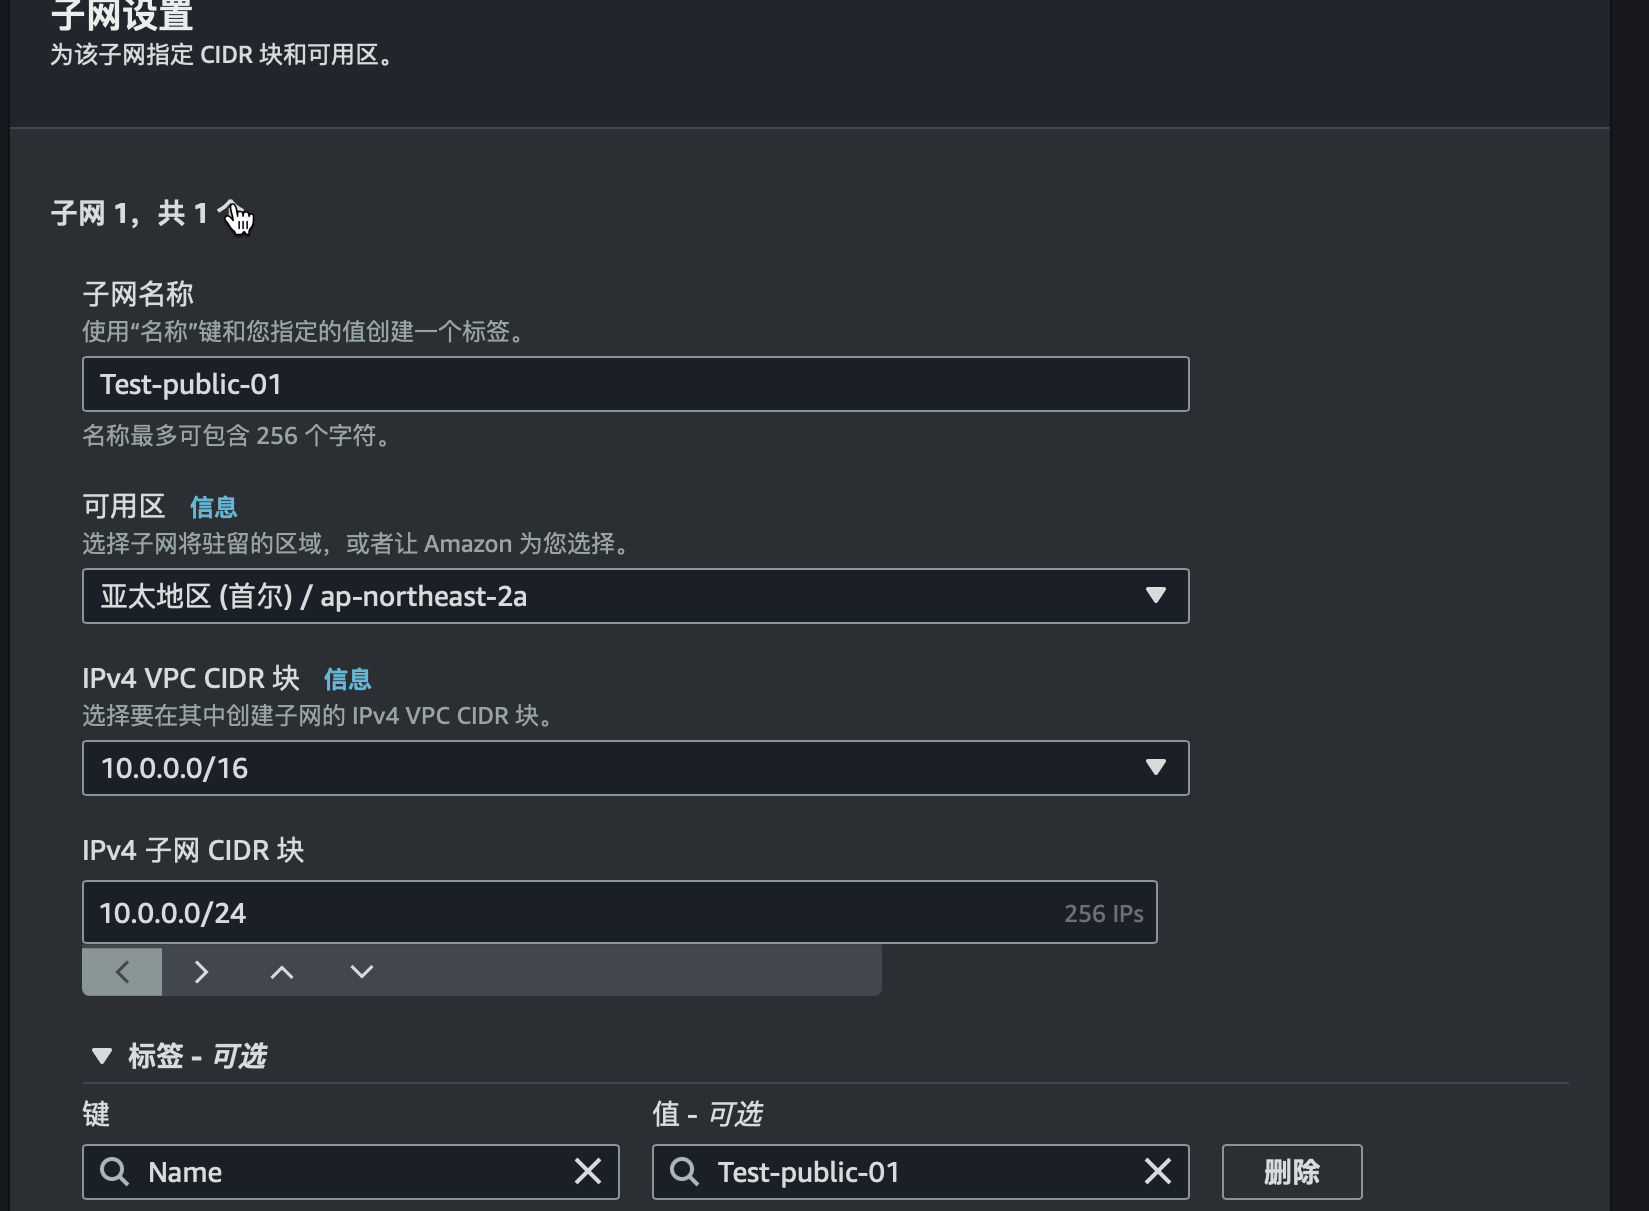 子网设置
为该子网指定 CIDR 块和可用区。
子网 1，共 1 个
子网名称
使用“名称”键和您指定的值创建一个标签。
Test-public-01
名称最多可包含 256 个字符。
可用区 信息
选择子网将驻留的区域，或者让 Amazon 为您选择。
亚太地区 (首尔) / ap-northeast-2a
IPv4 VPC CIDR 块 信息
选择要在其中创建子网的 IPv4 VPC CIDR 块。
10.0.0.0/16
IPv4 子网 CIDR 块
10.0.0.0/24 256 IPs
标签 - 可选
键 值 - 可选
Name Test-public-01 删除